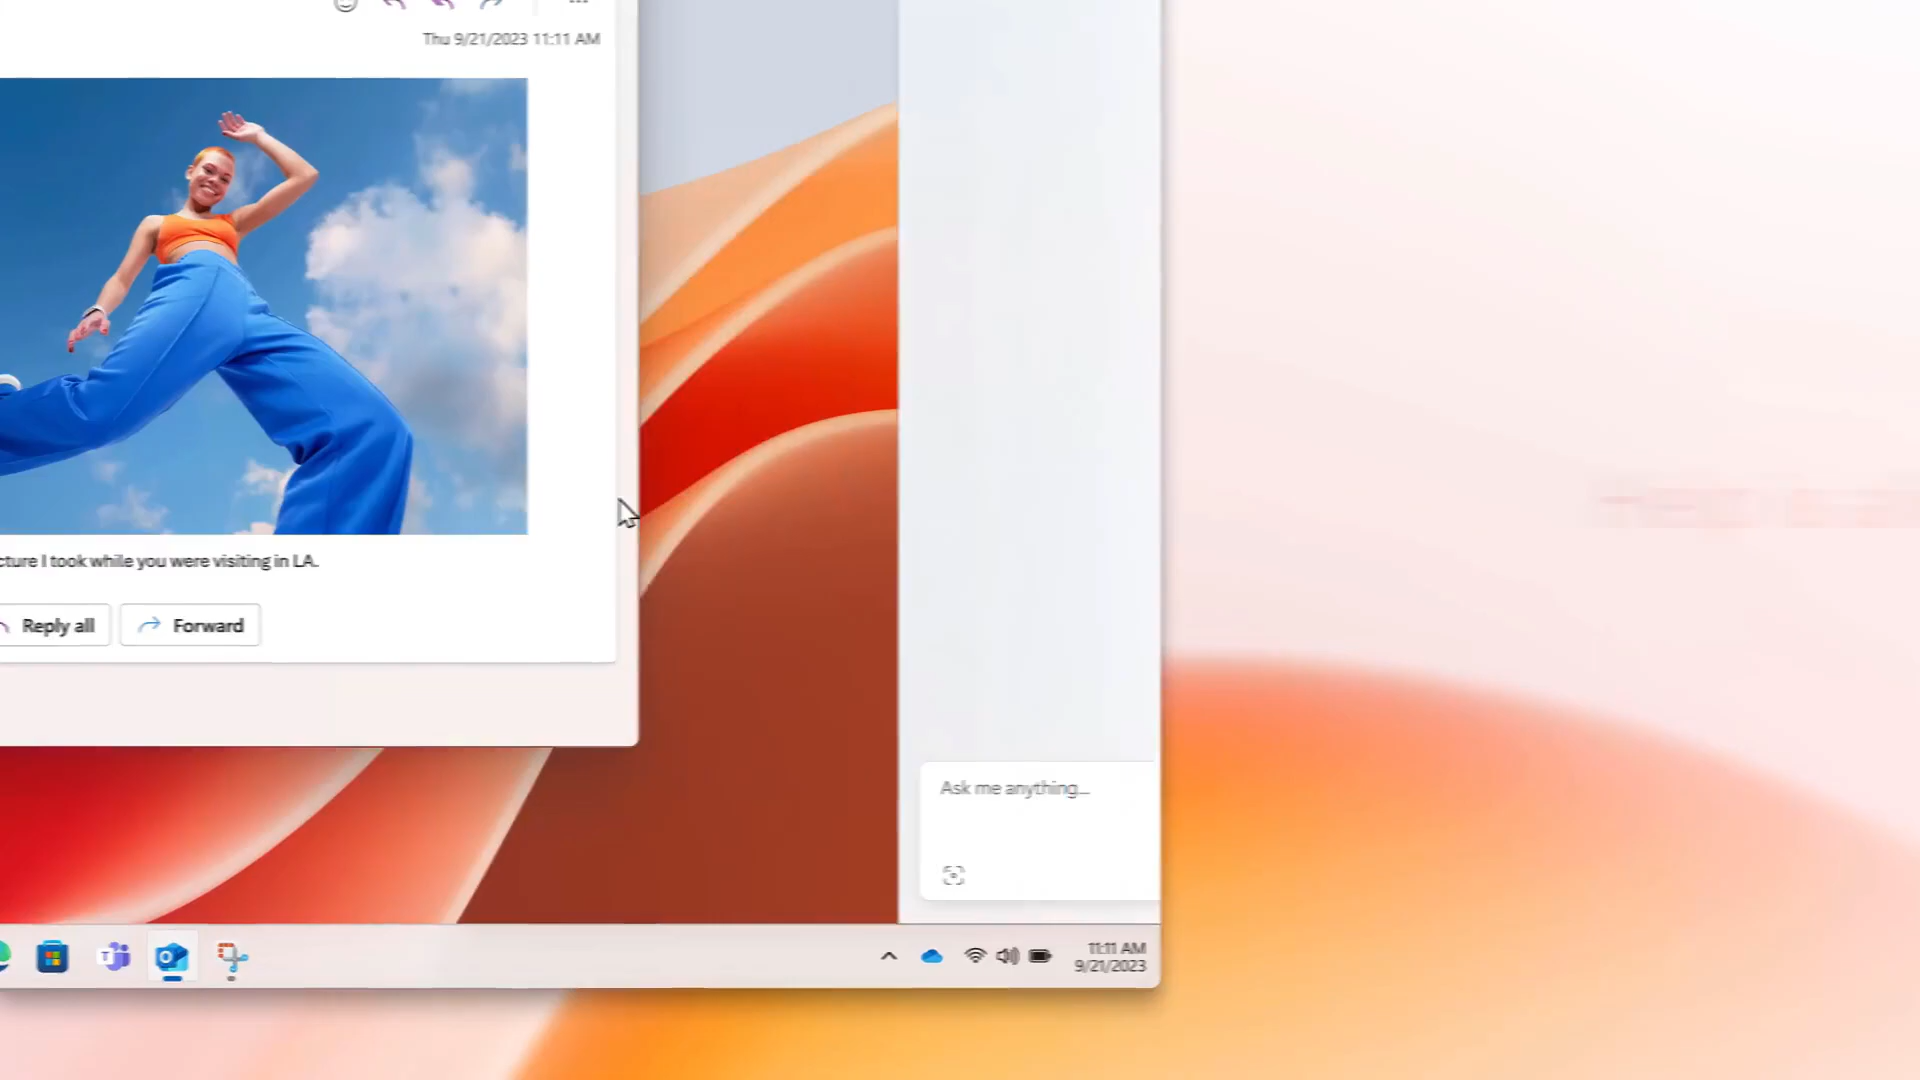 Thu 9/21/2023 11:11 AM
cture I took while you were visiting in LA.
Reply all
Forward
Ask me anything...
11:11 AM
9/21/2023